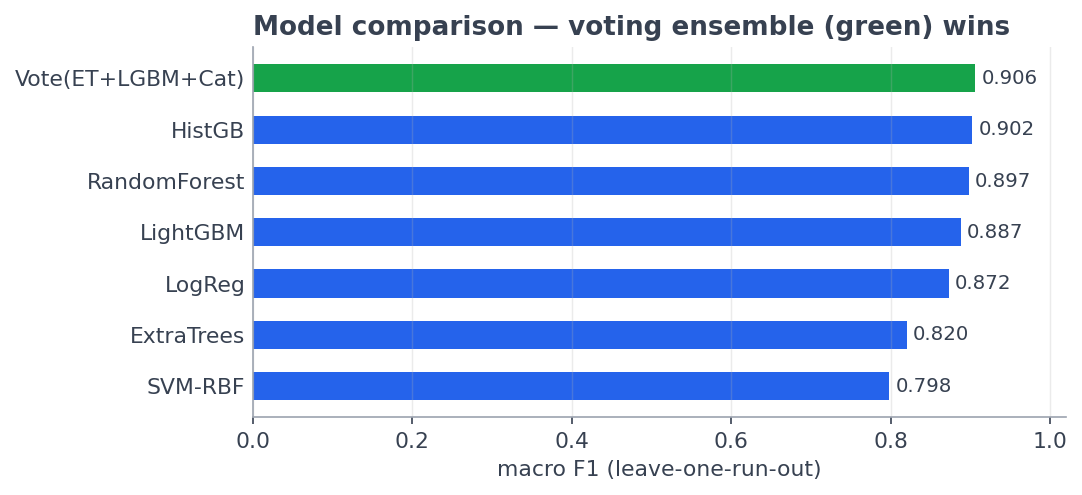 Model comparison — voting ensemble (green) wins
Vote(ET+LGBM+Cat) 0.906
HistGB 0.902
RandomForest 0.897
LightGBM 0.887
LogReg 0.872
ExtraTrees 0.820
SVM-RBF 0.798
0.0 0.2 0.4 0.6 0.8 1.0
macro F1 (leave-one-run-out)